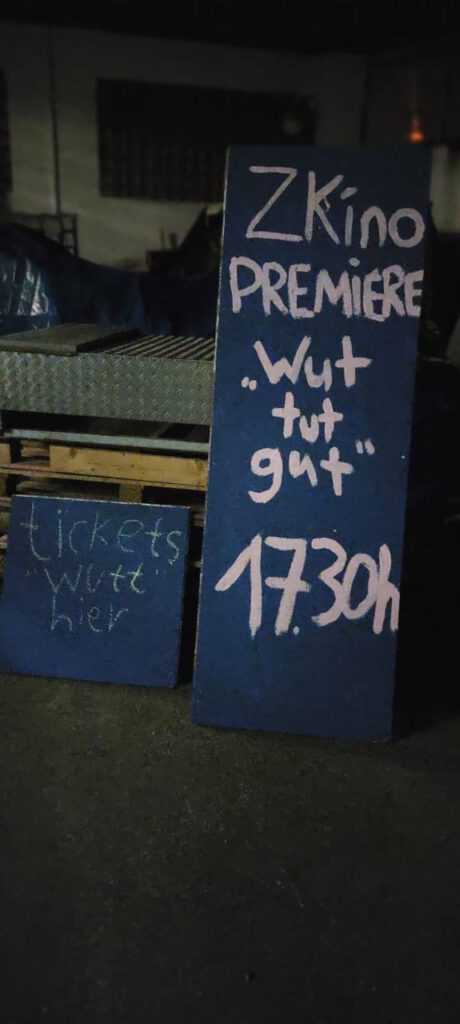 ZKino
PREMIERE
„Wut
tut
gut“
17.30h
tickets
"Wutt"
hier